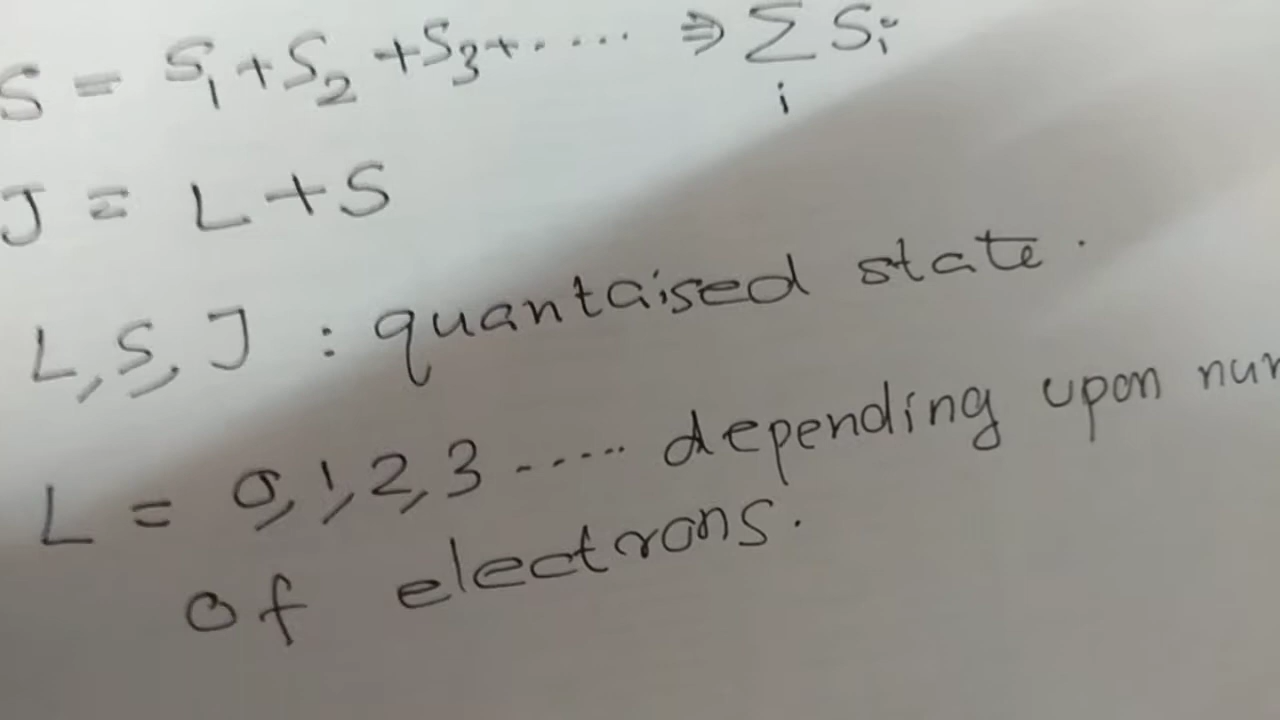 S = S₁ + S₂ + S₃ + .... ⇒ ∑ Sᵢ
i
J = L + S
L, S, J : quantaised state.
L = 0, 1, 2, 3 ..... depending upon
of electrons.